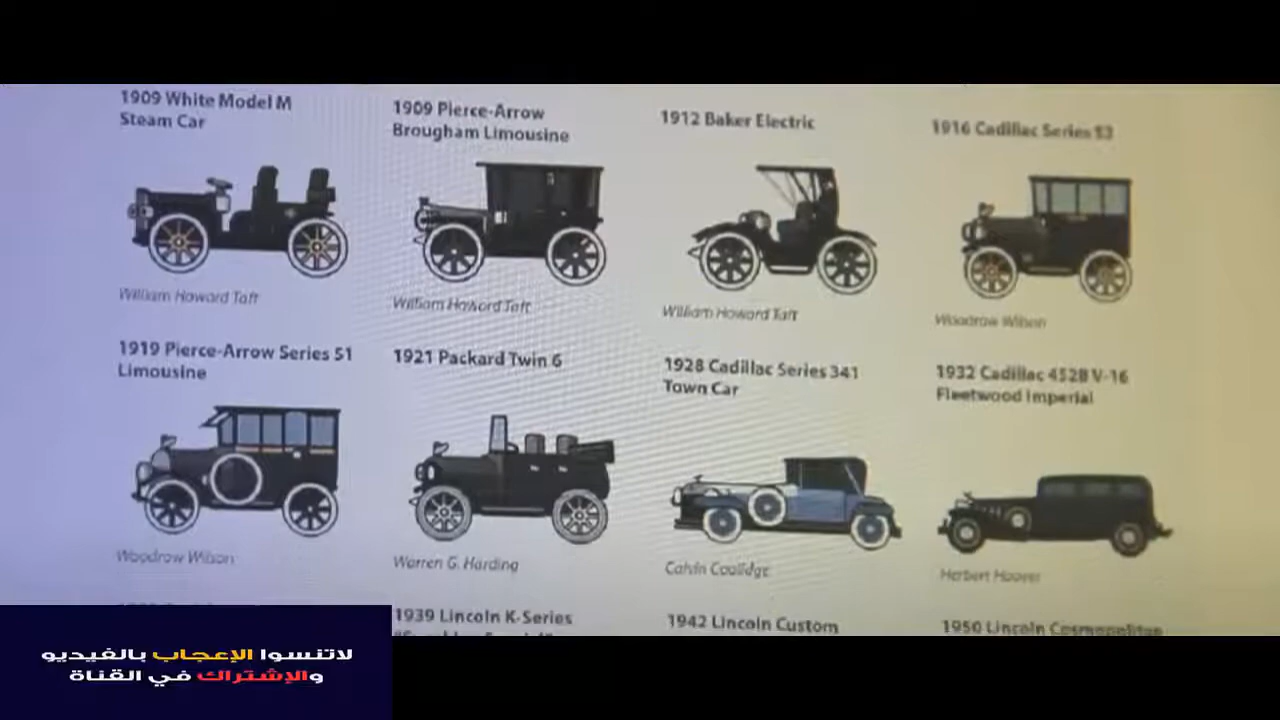 1909 White Model M
Steam Car
1909 Pierce-Arrow
Brougham Limousine
1912 Baker Electric
1916 Cadillac Series 53
William Howard Taft
William Howard Taft
William Howard Taft
Woodrow Wilson
1919 Pierce-Arrow Series 51
Limousine
1921 Packard Twin 6
1928 Cadillac Series 341
Town Car
1932 Cadillac 452B V-16
Fleetwood Imperial
Woodrow Wilson
Warren G. Harding
Calvin Coolidge
Herbert Hoover
1939 Lincoln K-Series
1942 Lincoln Custom
1950 Lincoln Cosmopolitan
لاتنسوا الإعجاب بالفيديو
والإشتراك في القناة